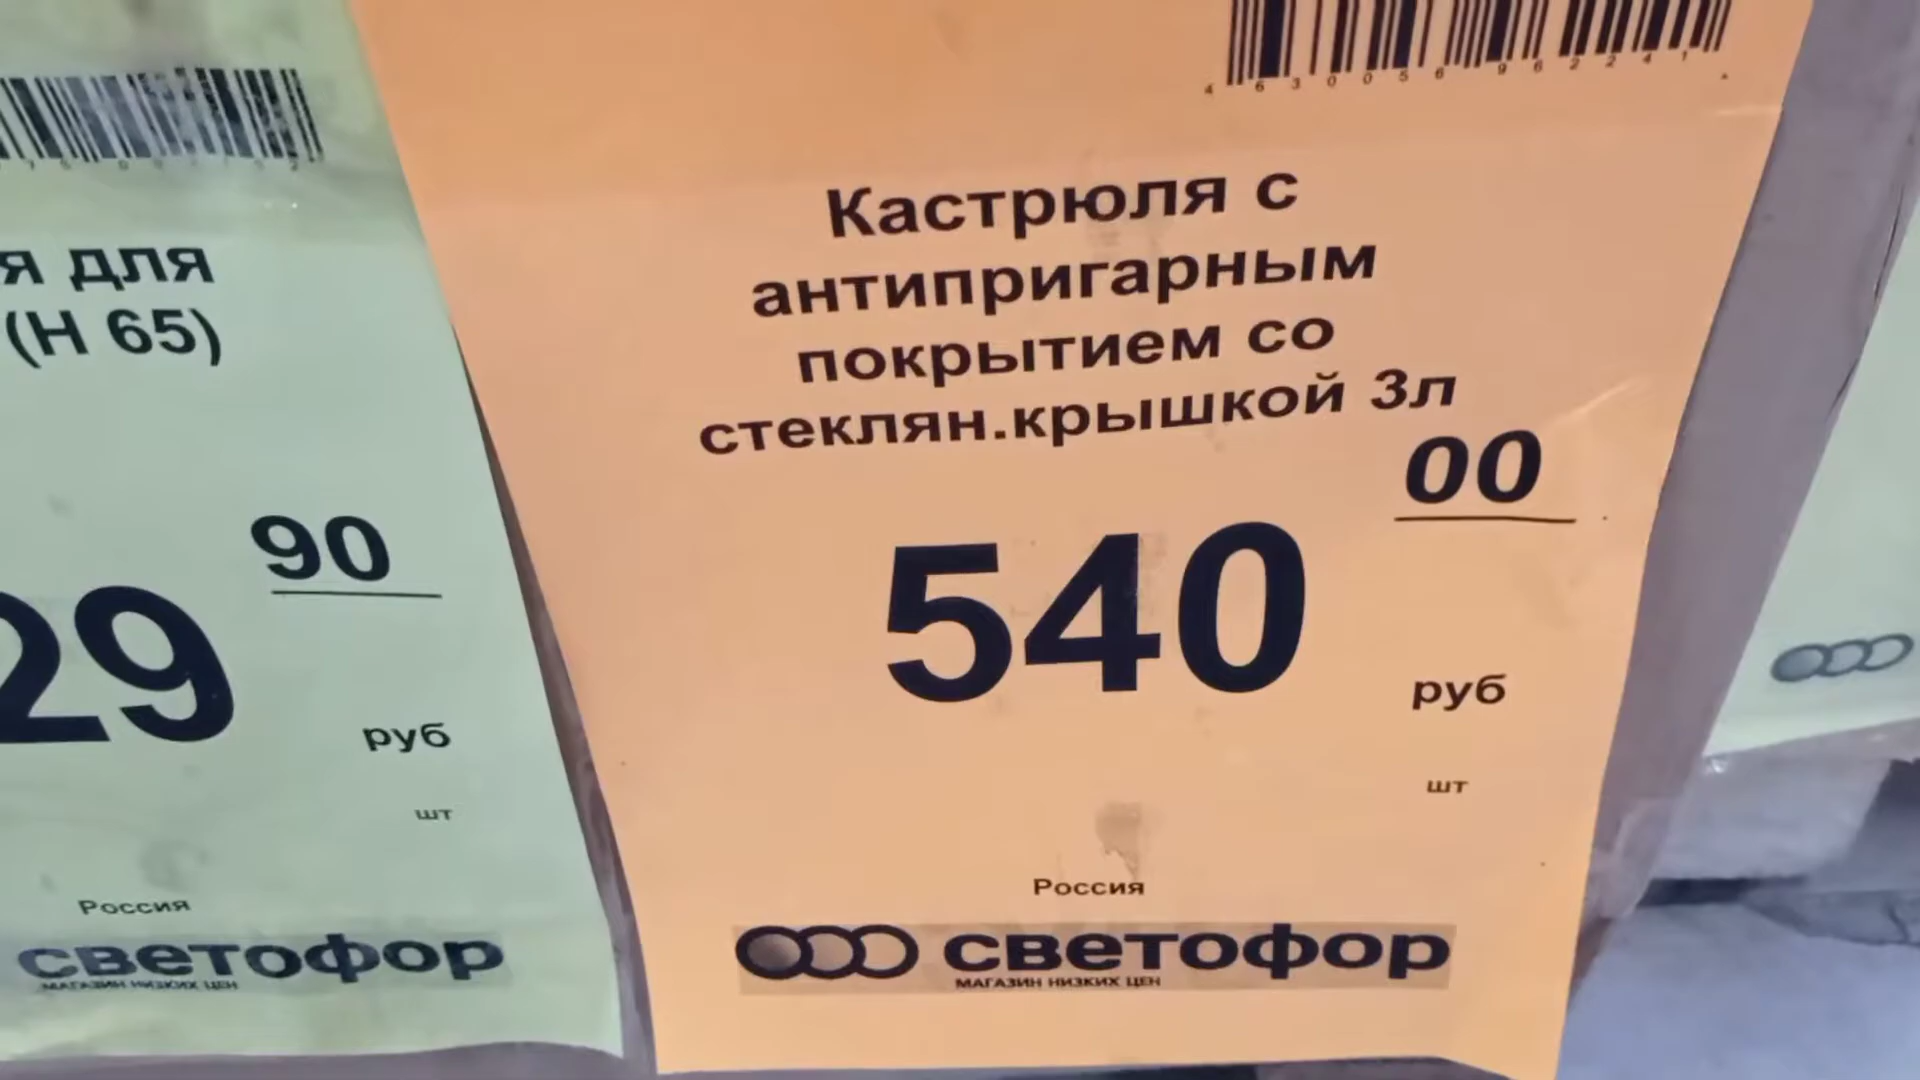 я для
(Н 65)
29 90
руб
шт
Россия
светофор
МАГАЗИН НИЗКИХ ЦЕН
4630056962241
Кастрюля с
антипригарным
покрытием со
стеклян.крышкой 3л
540 00
руб
шт
Россия
светофор
МАГАЗИН НИЗКИХ ЦЕН